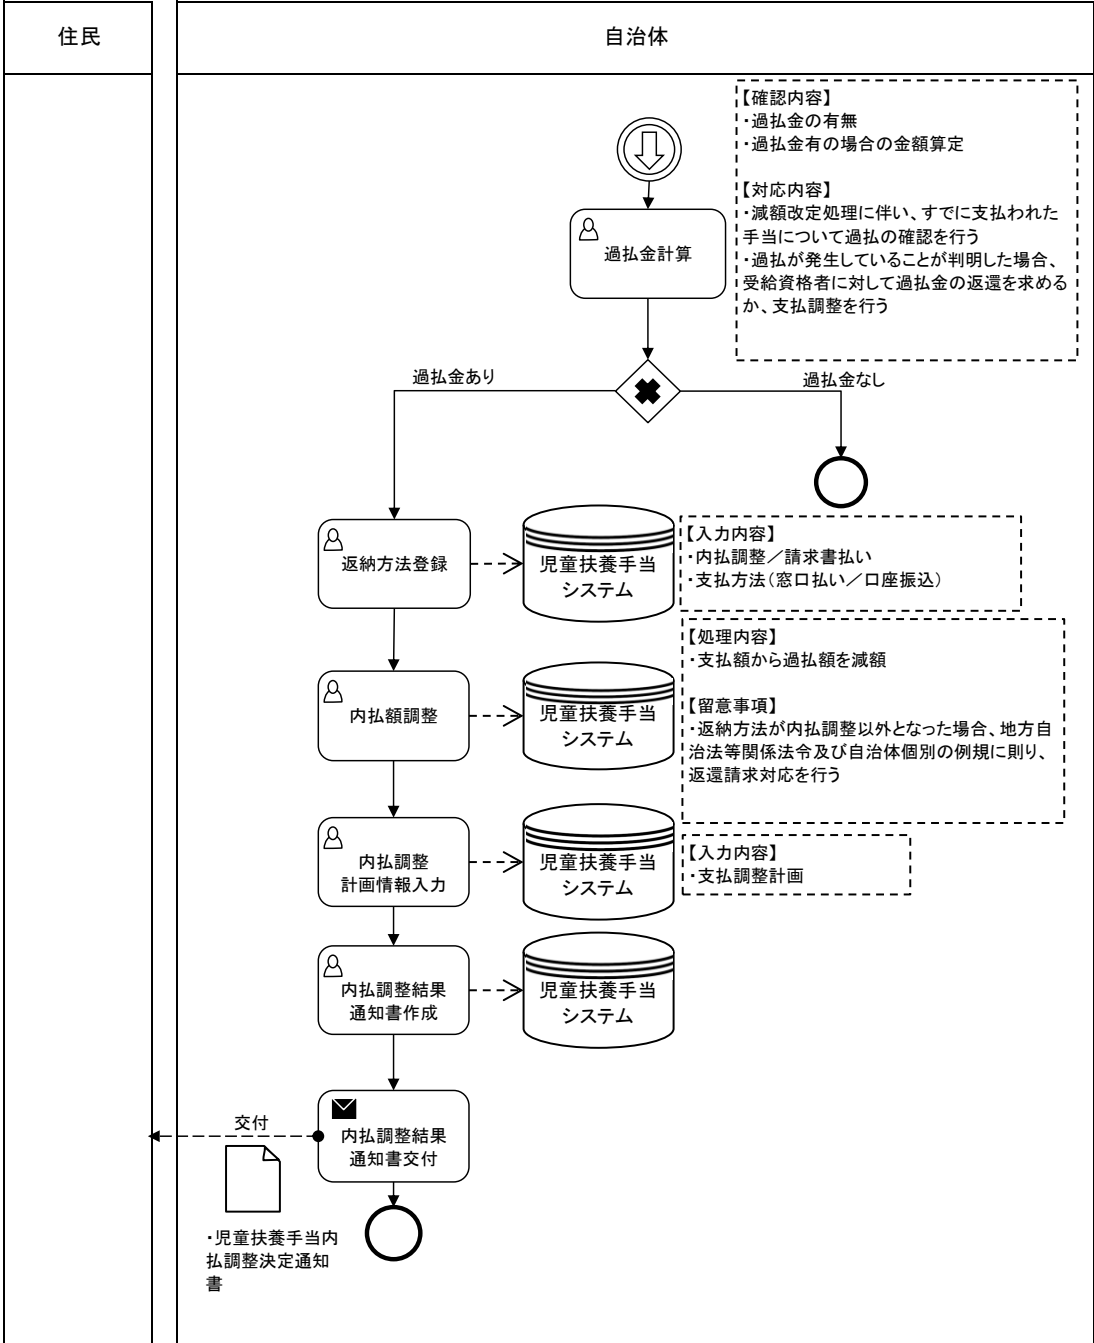 住民
自治体
【確認内容】
・過払金の有無
・過払金有の場合の金額算定
【対応内容】
・減額改定処理に伴い、すでに支払われた
手当について過払の確認を行う
・過払が発生していることが判明した場合、
受給資格者に対して過払金の返還を求める
か、支払調整を行う
過払金計算
過払金あり
過払金なし
返納方法登録
児童扶養手当
システム
【入力内容】
・内払調整／請求書払い
・支払方法（窓口払い／口座振込）
内払額調整
児童扶養手当
システム
【処理内容】
・支払額から過払額を減額
【留意事項】
・返納方法が内払調整以外となった場合、地方自
治法等関係法令及び自治体個別の例規に則り、
返還請求対応を行う
内払調整
計画情報入力
児童扶養手当
システム
【入力内容】
・支払調整計画
内払調整結果
通知書作成
児童扶養手当
システム
内払調整結果
通知書交付
交付
・児童扶養手当内
払調整決定通知
書